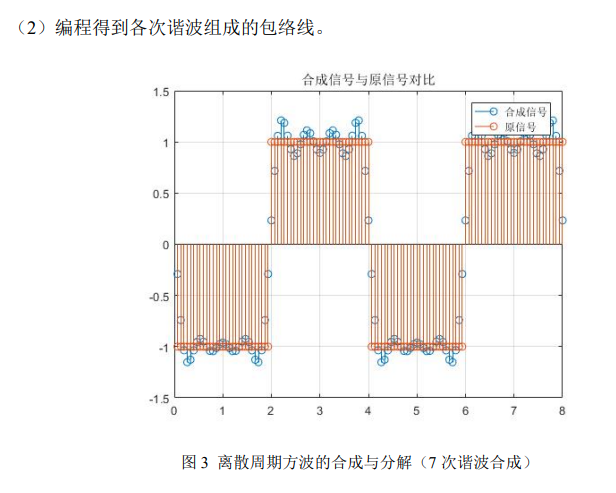 （2）编程得到各次谐波组成的包络线。
合成信号与原信号对比
合成信号
原信号
1.5
1
0.5
0
-0.5
-1
-1.5
0 1 2 3 4 5 6 7 8
图 3 离散周期方波的合成与分解（7 次谐波合成）